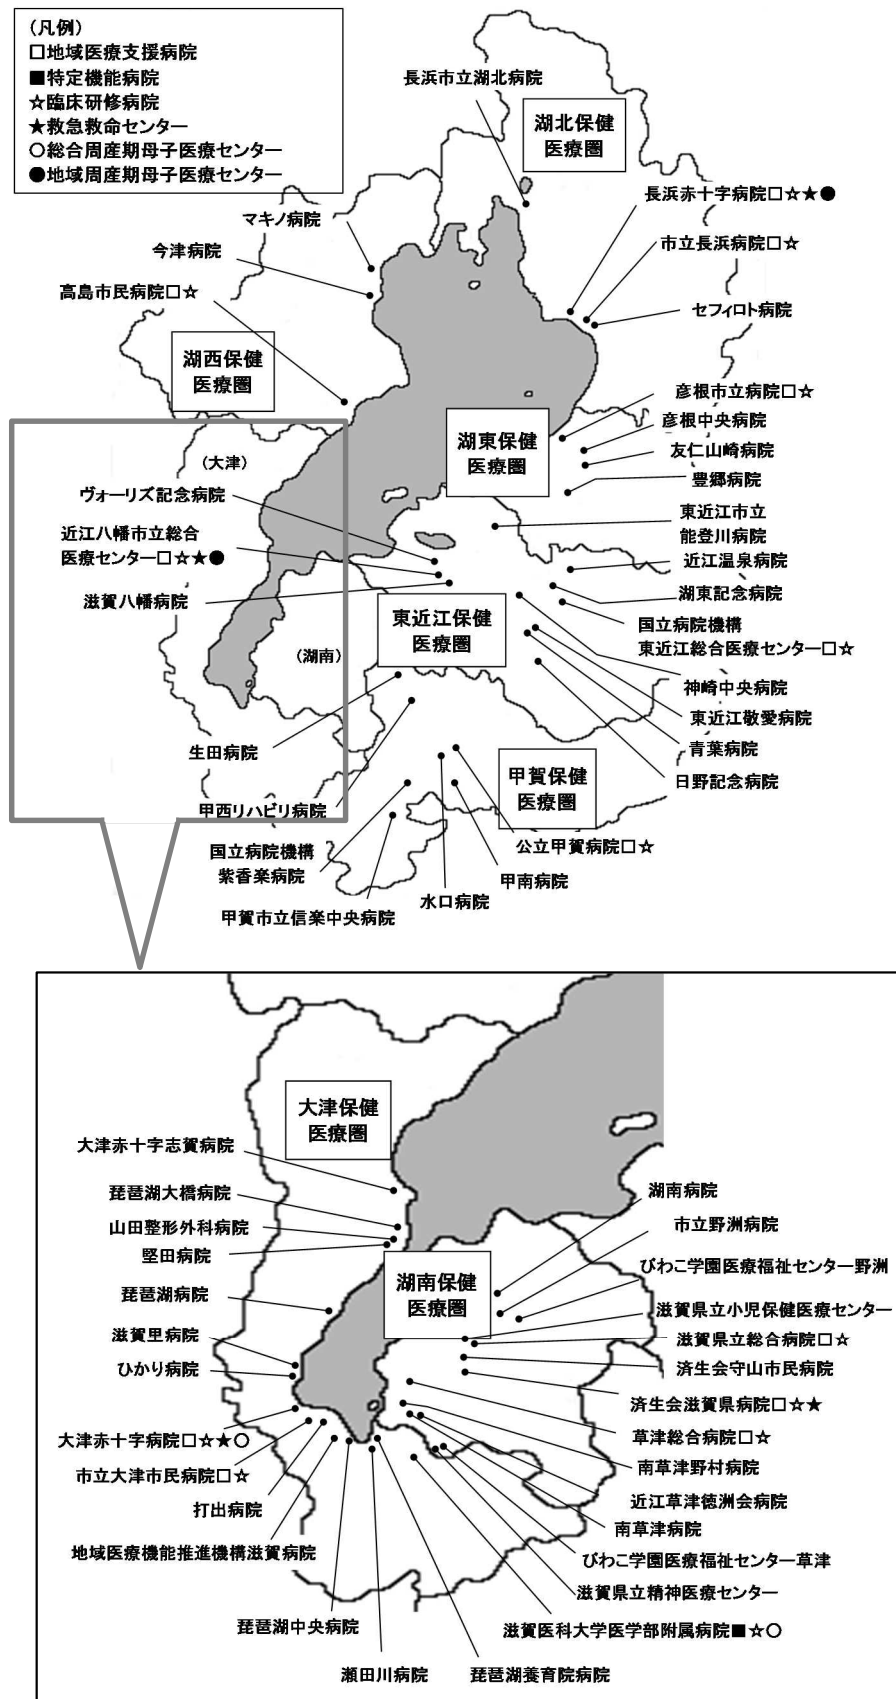 (凡例)
□地域医療支援病院
■特定機能病院
☆臨床研修病院
★救急救命センター
○総合周産期母子医療センター
●地域周産期母子医療センター
長浜市立湖北病院
湖北保健
医療圏
長浜赤十字病院□☆★●
市立長浜病院□☆
セフィロト病院
マキノ病院
今津病院
高島市民病院□☆
湖西保健
医療圏
彦根市立病院□☆
彦根中央病院
友仁山崎病院
豊郷病院
湖東保健
医療圏
(大津)
ヴォーリズ記念病院
近江八幡市立総合
医療センター□☆★●
滋賀八幡病院
東近江市立
能登川病院
近江温泉病院
湖東記念病院
国立病院機構
東近江総合医療センター□☆
東近江保健
医療圏
(湖南)
神崎中央病院
東近江敬愛病院
青葉病院
日野記念病院
生田病院
甲西リハビリ病院
甲賀保健
医療圏
国立病院機構
紫香楽病院
甲賀市立信楽中央病院
水口病院
甲南病院
公立甲賀病院□☆
大津保健
医療圏
大津赤十字志賀病院
琵琶湖大橋病院
山田整形外科病院
堅田病院
琵琶湖病院
滋賀里病院
ひかり病院
大津赤十字病院□☆★○
市立大津市民病院□☆
打出病院
地域医療機能推進機構滋賀病院
琵琶湖中央病院
瀬田川病院
琵琶湖養育院病院
湖南保健
医療圏
湖南病院
市立野洲病院
びわこ学園医療福祉センター野洲
滋賀県立小児保健医療センター
滋賀県立総合病院□☆
済生会守山市民病院
済生会滋賀県病院□☆★
草津総合病院□☆
南草津野村病院
近江草津徳洲会病院
南草津病院
びわこ学園医療福祉センター草津
滋賀県立精神医療センター
滋賀医科大学医学部附属病院■☆○